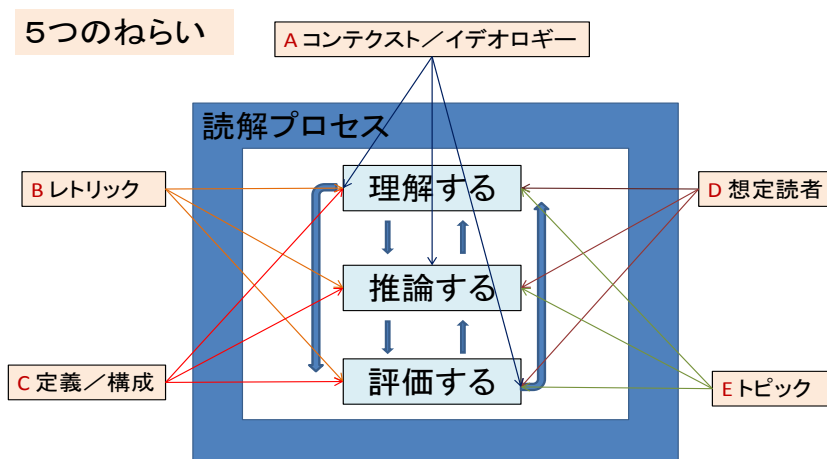 ５つのねらい
A コンテクスト／イデオロギー
読解プロセス
理解する
B レトリック
D 想定読者
推論する
評価する
C 定義／構成
E トピック